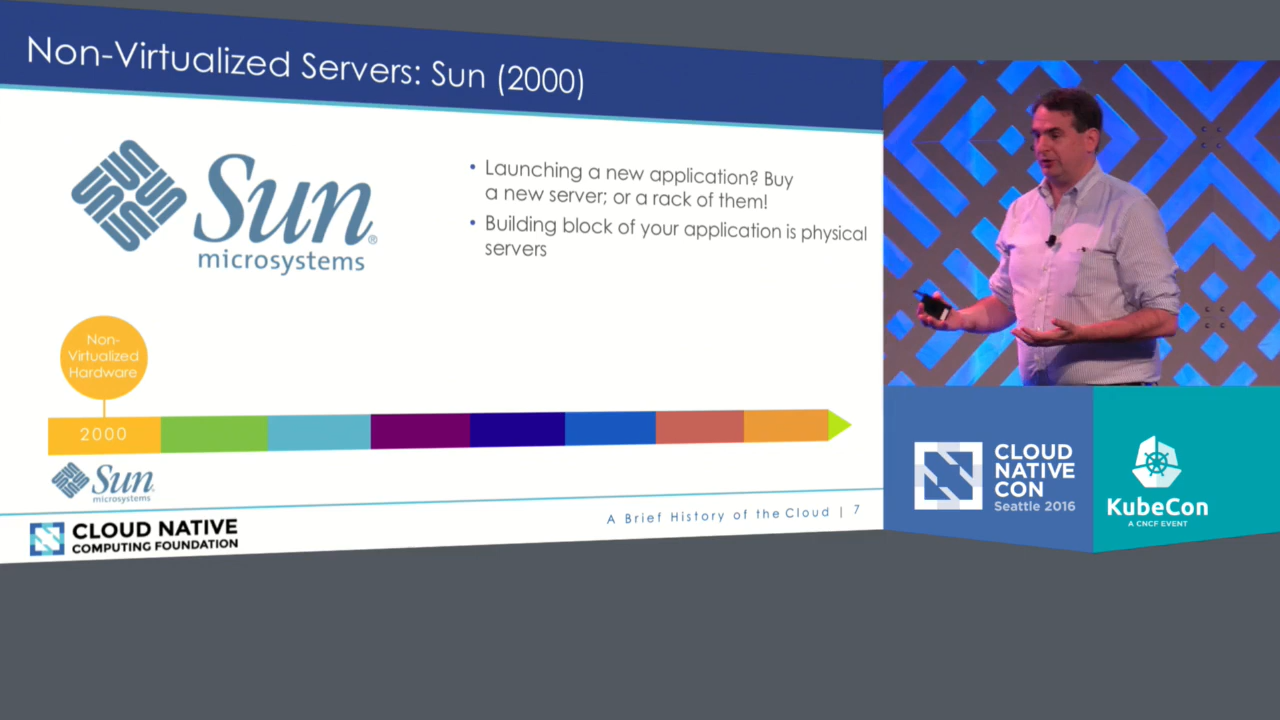 Non-Virtualized Servers: Sun (2000)
Sun
microsystems
• Launching a new application? Buy
a new server; or a rack of them!
• Building block of your application is physical
servers
Non-
Virtualized
Hardware
2000
Sun
microsystems
CLOUD NATIVE
COMPUTING FOUNDATION
A Brief History of the Cloud | 7
CLOUD
NATIVE
CON
Seattle 2016
KubeCon
A CNCF EVENT